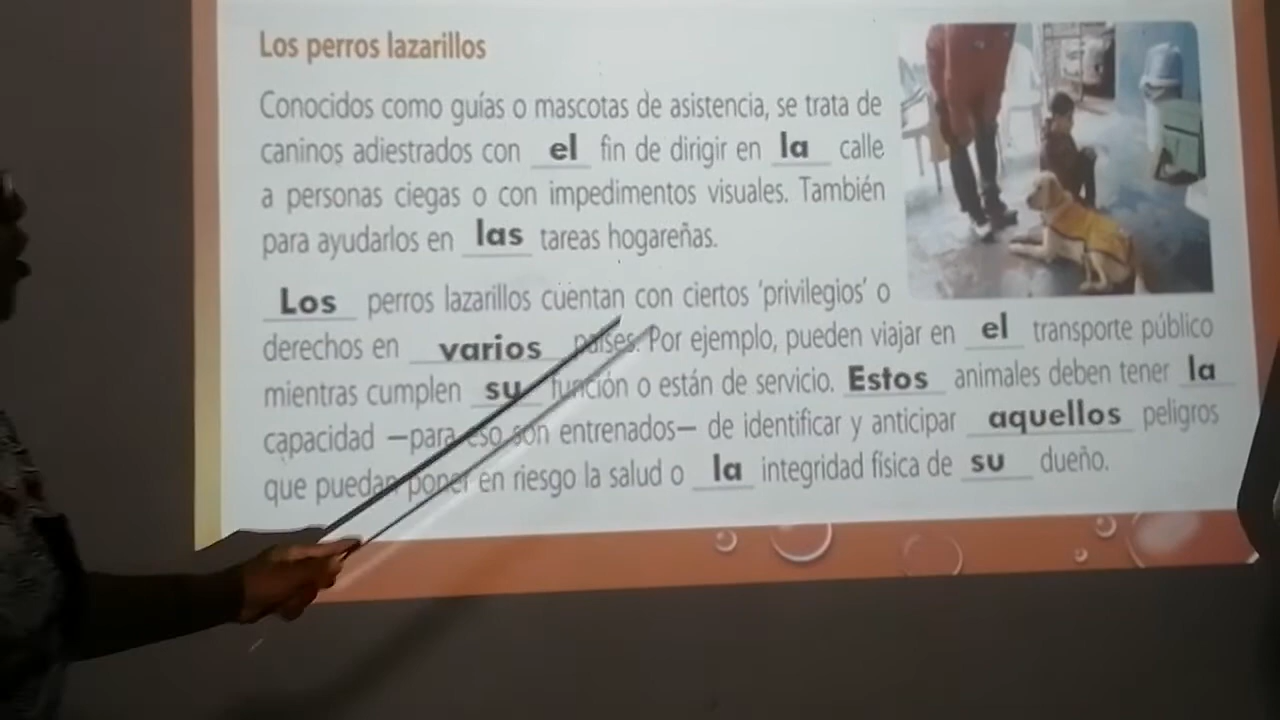 Los perros lazarillos
Conocidos como guías o mascotas de asistencia, se trata de
caninos adiestrados con el fin de dirigir en la calle
a personas ciegas o con impedimentos visuales. También
para ayudarlos en las tareas hogareñas.
Los perros lazarillos cuentan con ciertos 'privilegios' o
derechos en varios países. Por ejemplo, pueden viajar en el transporte público
mientras cumplen su función o están de servicio. Estos animales deben tener la
capacidad —para eso son entrenados— de identificar y anticipar aquellos peligros
que puedan poner en riesgo la salud o la integridad física de su dueño.